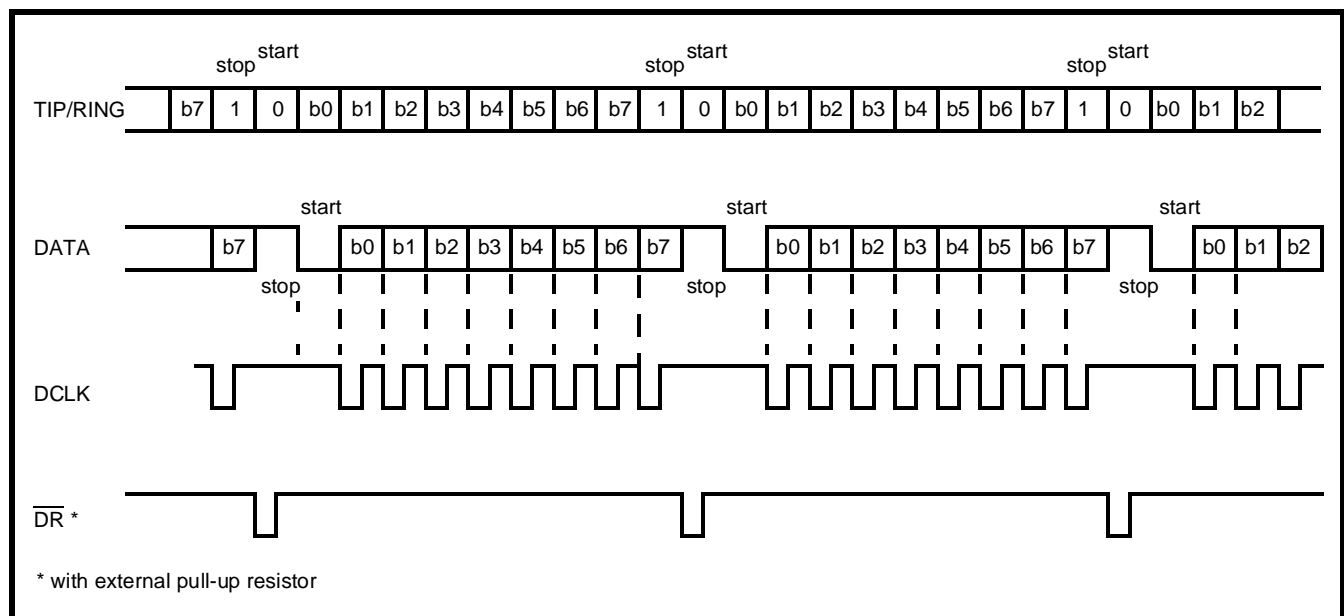 stop start stop start stop start
TIP/RING b7 1 0 b0 b1 b2 b3 b4 b5 b6 b7 1 0 b0 b1 b2 b3 b4 b5 b6 b7 1 0 b0 b1 b2
start start start
DATA b7 b0 b1 b2 b3 b4 b5 b6 b7 b0 b1 b2 b3 b4 b5 b6 b7 b0 b1 b2
stop stop stop
DCLK
DR *
* with external pull-up resistor